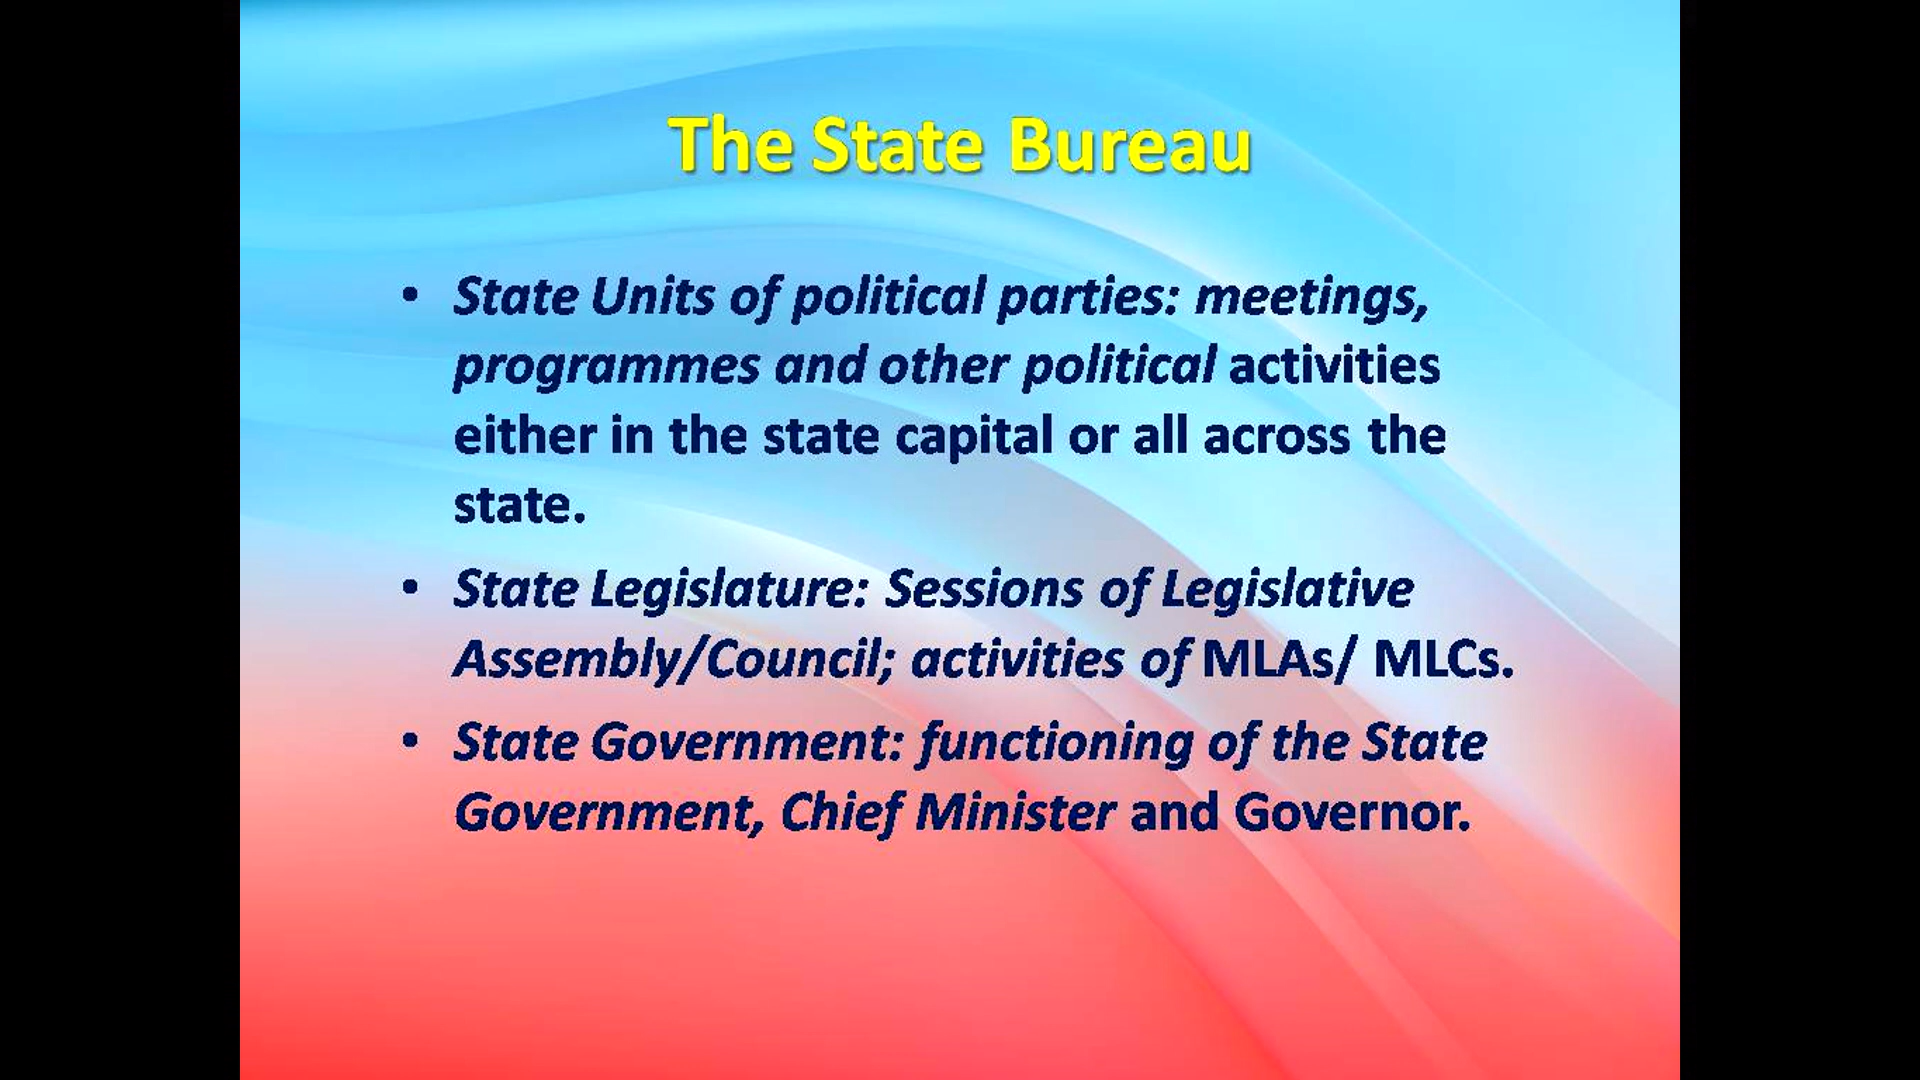 The State Bureau
• State Units of political parties: meetings,
programmes and other political activities
either in the state capital or all across the
state.
• State Legislature: Sessions of Legislative
Assembly/Council; activities of MLAs/ MLCs.
• State Government: functioning of the State
Government, Chief Minister and Governor.